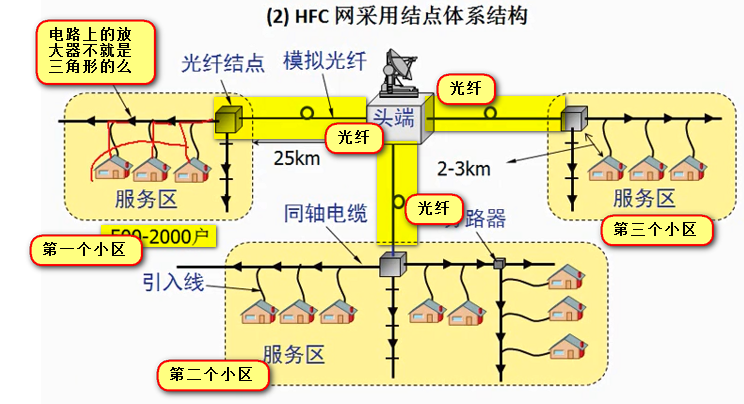 (2) HFC 网采用结点体系结构
电路上的放
大器不就是
三角形的么
光纤结点
模拟光纤
光纤
头端
光纤
25km
2-3km
服务区
服务区
光纤
同轴电缆
路器
第一个小区
-2000户
第三个小区
引入线
服务区
第二个小区